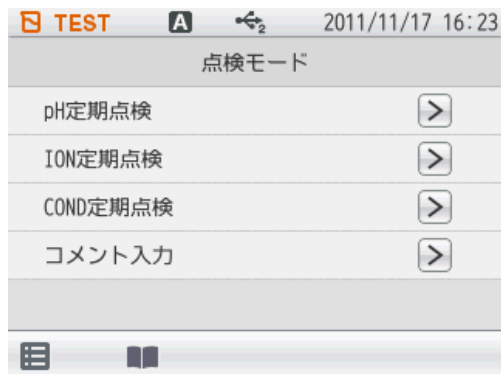 TEST A 2 2011/11/17 16:23
点検モード
pH定期点検
ION定期点検
COND定期点検
コメント入力